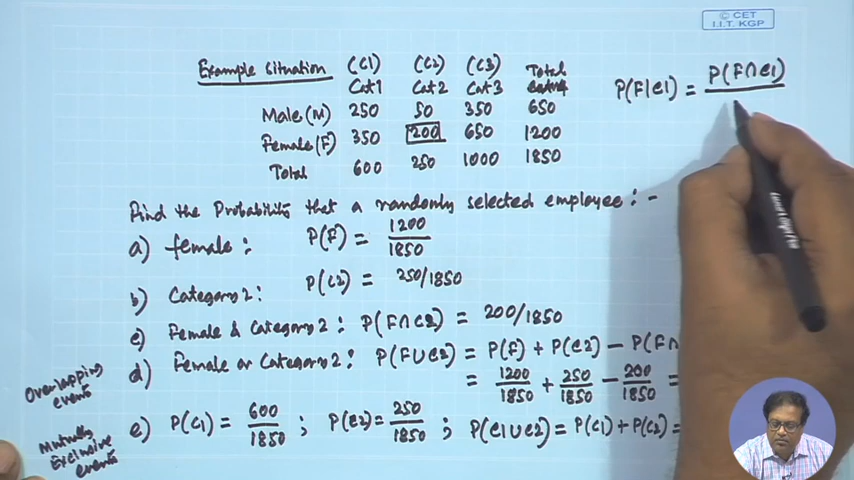 © CET
I.I.T. KGP
Example Situation (C1) (C2) (C3)
Cat1 Cat2 Cat3 Total
Male (M) 250 50 350 650
Female (F) 350 200 650 1200
Total 600 250 1000 1850
P(F|C1) = P(F∩C1)
Find the Probability that a randomly selected employee : -
a) female : P(F) = 1200/1850
b) Category 2 : P(C2) = 250/1850
c) Female & Category 2 : P(F∩C2) = 200/1850
d) Female or Category 2 : P(F∪C2) = P(F) + P(C2) - P(F∩
= 1200/1850 + 250/1850 - 200/1850 =
Overlapping
events
e) P(C1) = 600/1850 ; P(C2) = 250/1850 ; P(C1∪C2) = P(C1) + P(C2) =
Mutually
Exclusive
events